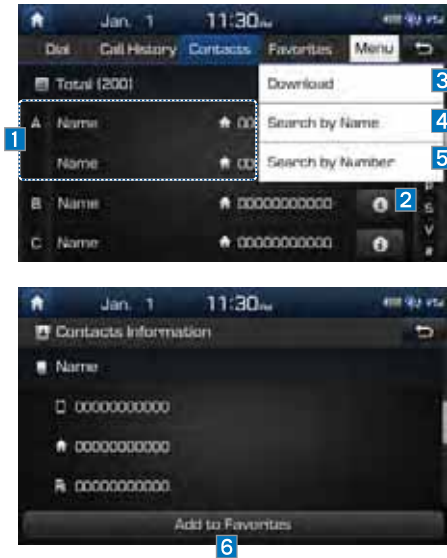 Jan. 1 11:30
Dial Call History Contacts Favorites Menu
Total (200)
Download 3
1 A Name 00 Search by Name 4
Name 00 Search by Number 5
B Name 00000000000 2 S
V
C Name 00000000000 #
Jan. 1 11:30
Contacts Information
Name
00000000000
00000000000
00000000000
Add to Favorites
6